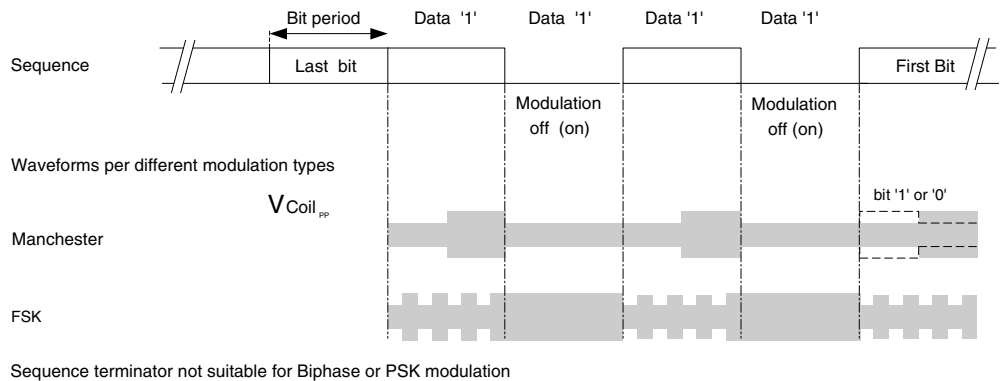 Bit period
Data '1'
Data '1'
Data '1'
Data '1'
Sequence
Last bit
First Bit
Modulation
off (on)
Modulation
off (on)
Waveforms per different modulation types
VCoil PP
bit '1' or '0'
Manchester
FSK
Sequence terminator not suitable for Biphase or PSK modulation